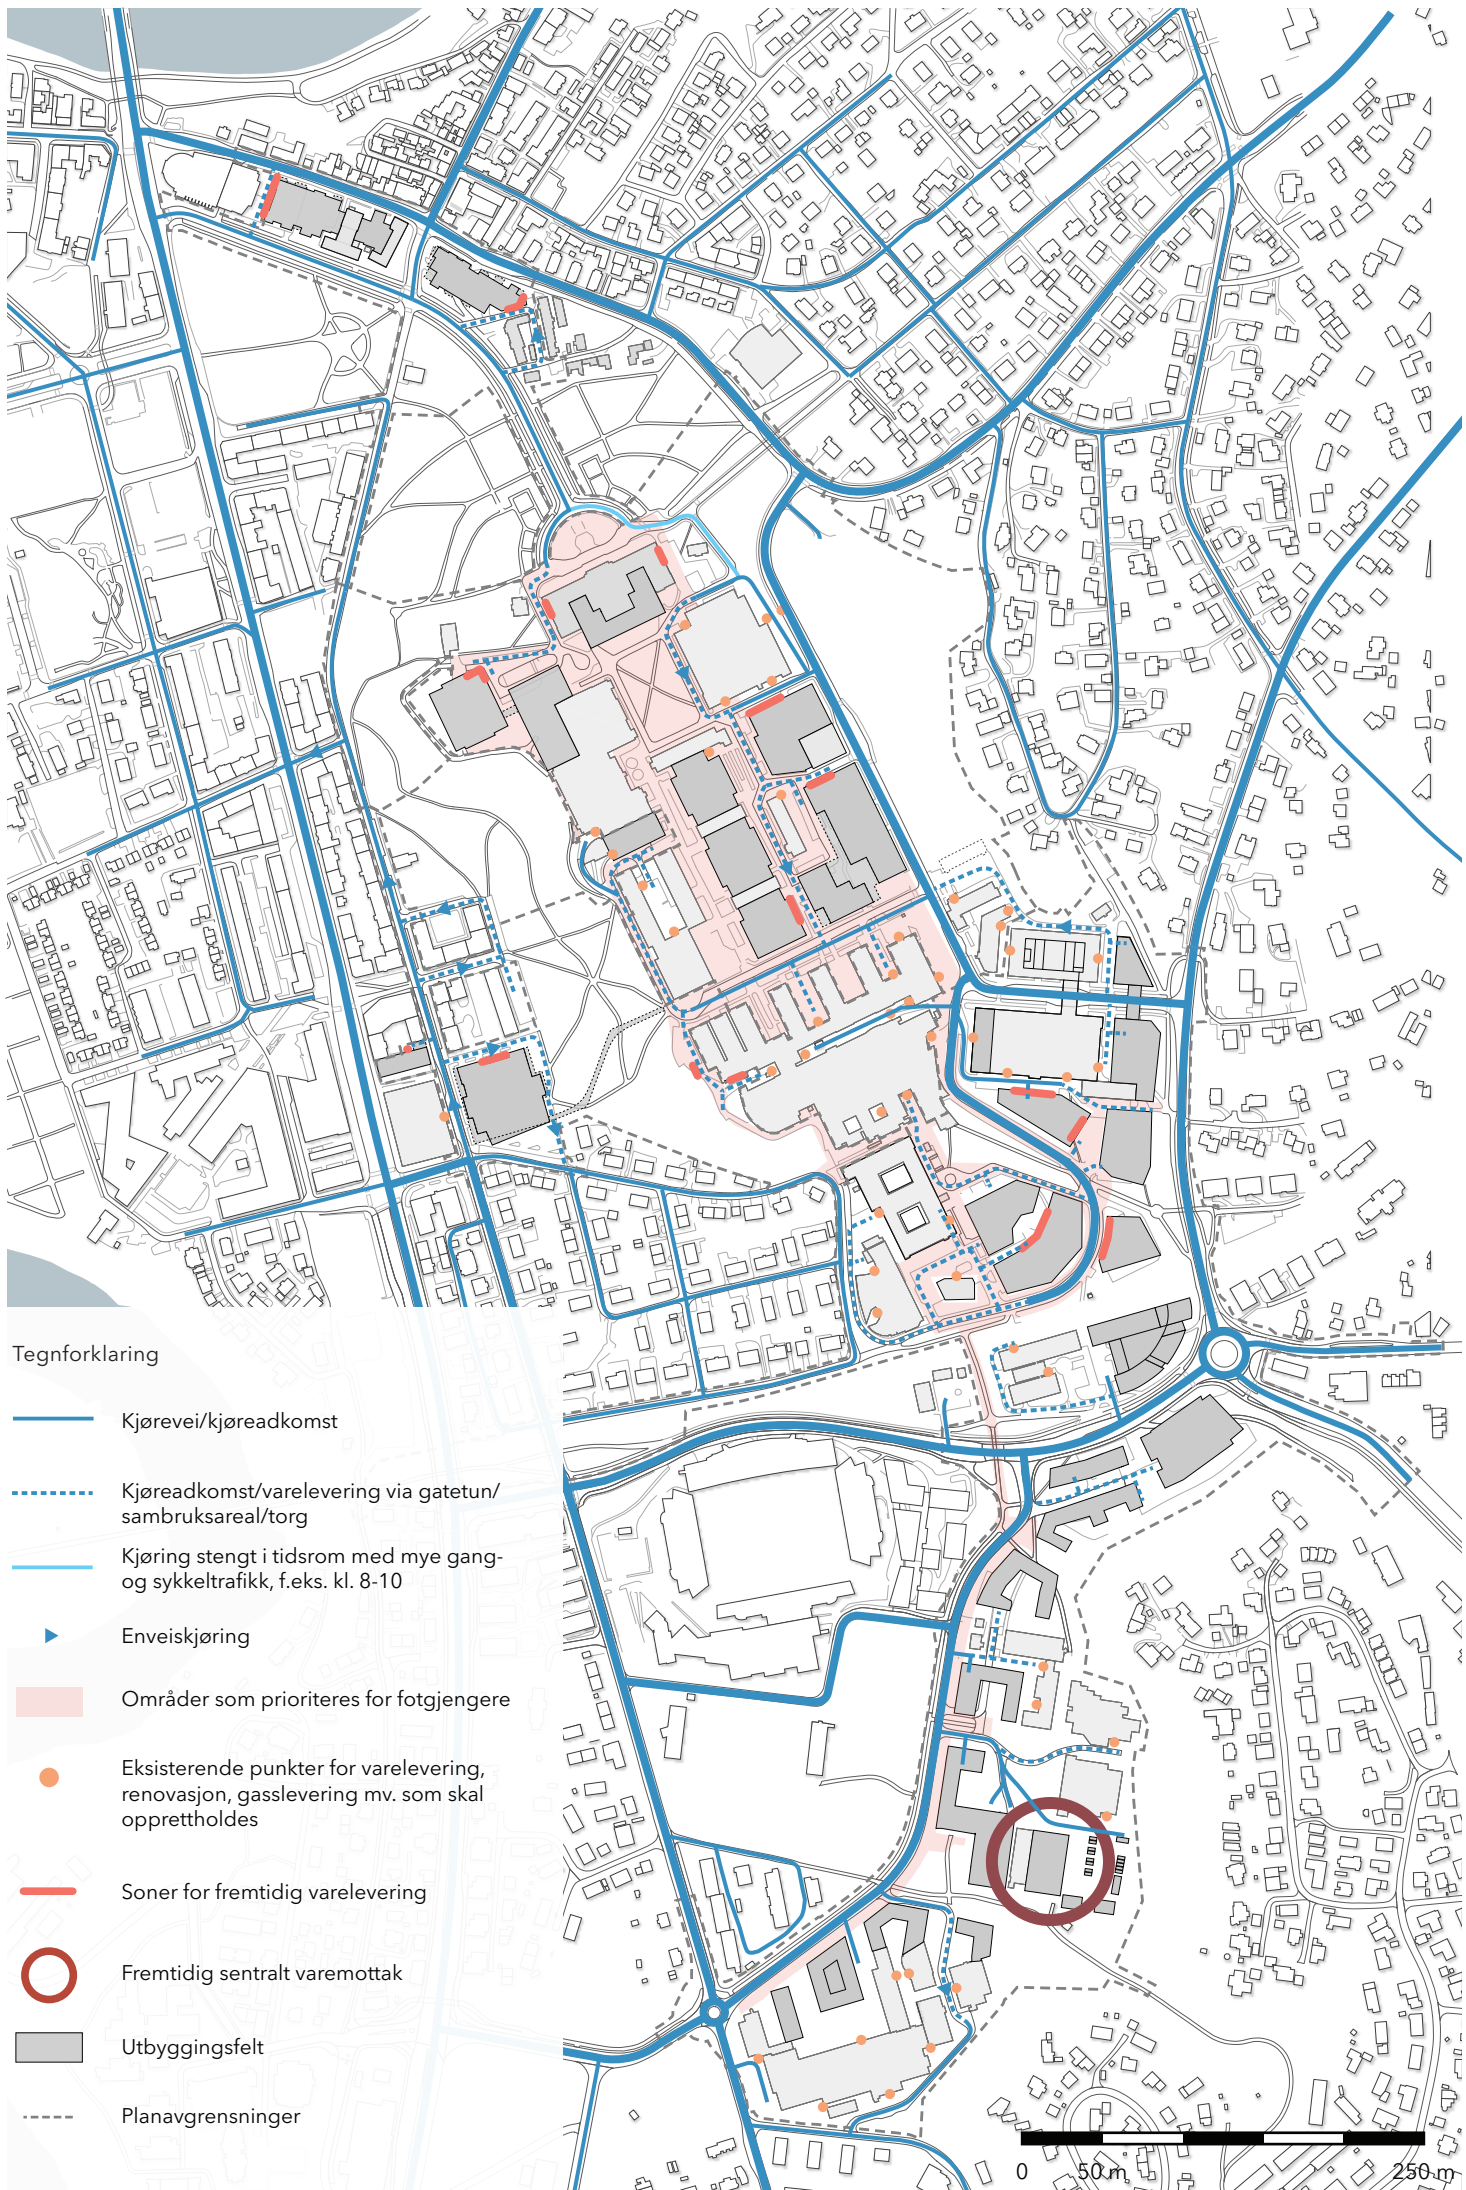 Tegnforklaring
Kjørevei/kjøreadkomst
Kjøreadkomst/varelevering via gatetun/
sambruksareal/torg
Kjøring stengt i tidsrom med mye gang-
og sykkeltrafikk, f.eks. kl. 8-10
Enveiskjøring
Områder som prioriteres for fotgjengere
Eksisterende punkter for varelevering,
renovasjon, gasslevering mv. som skal
opprettholdes
Soner for fremtidig varelevering
Fremtidig sentralt varemottak
Utbyggingsfelt
Planavgrensninger
0 50 m 250 m